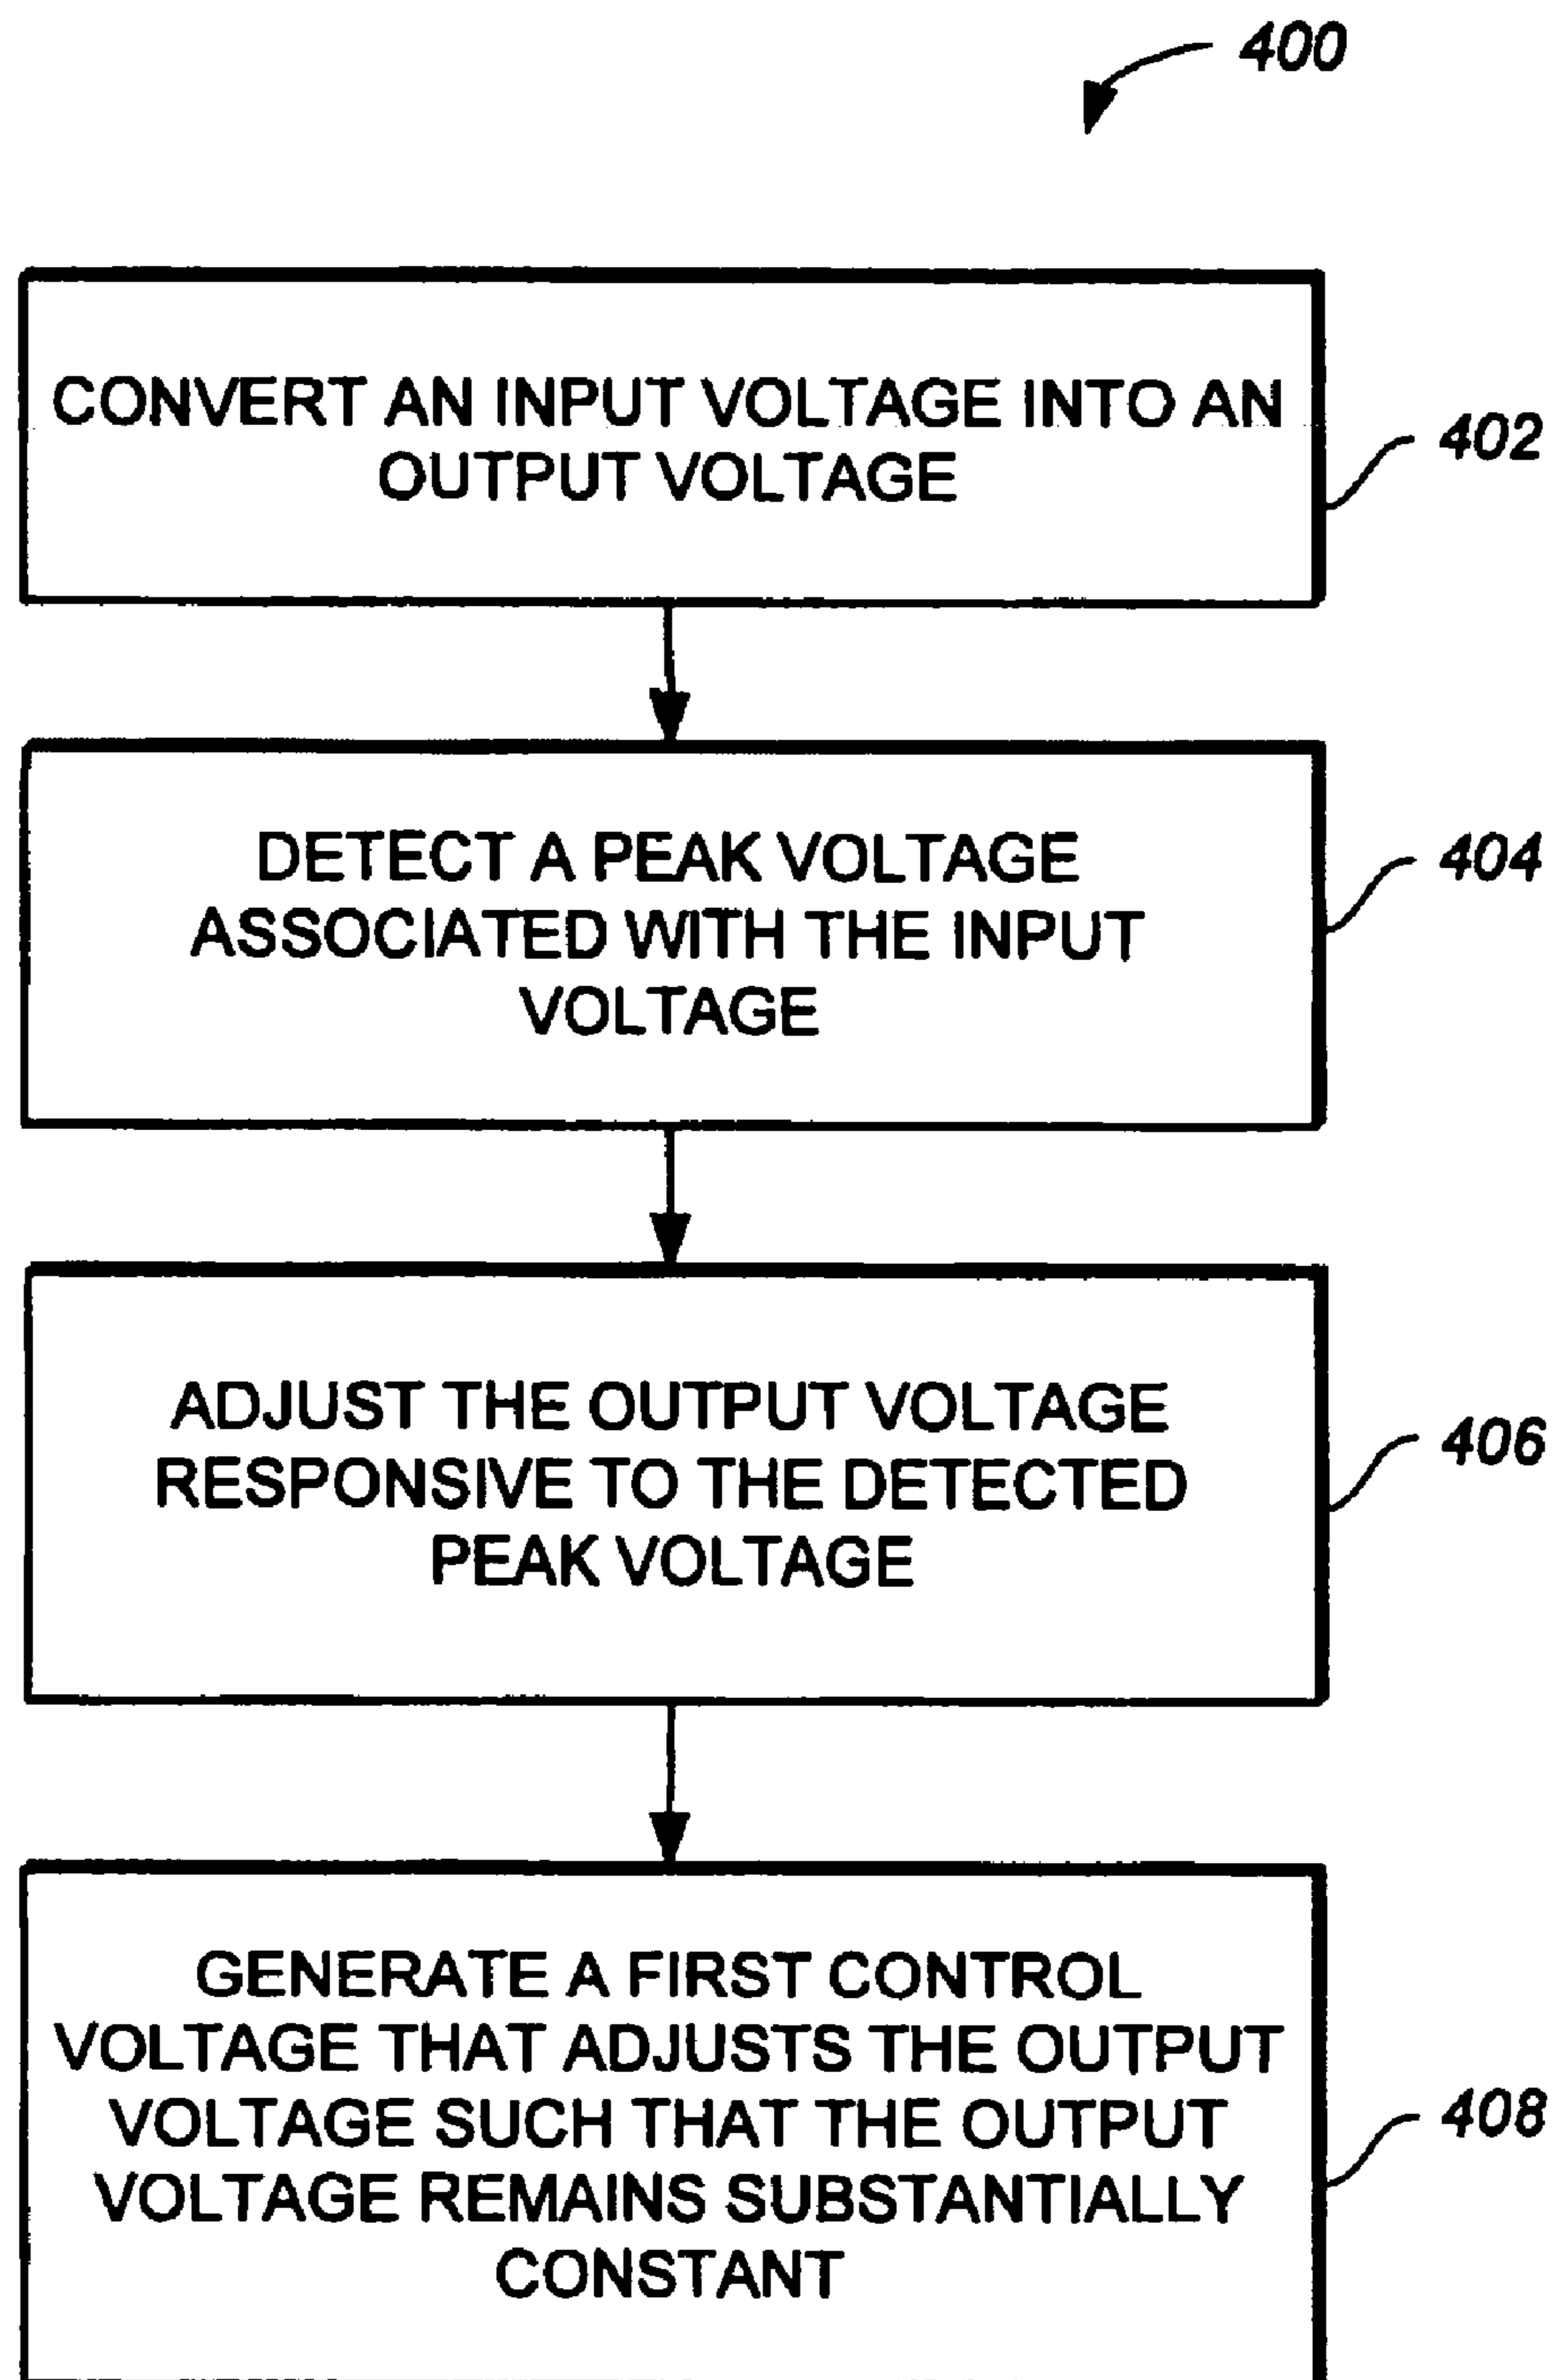 400
CONVERT AN INPUT VOLTAGE INTO AN
OUTPUT VOLTAGE
402
DETECT A PEAK VOLTAGE
ASSOCIATED WITH THE INPUT
VOLTAGE
404
ADJUST THE OUTPUT VOLTAGE
RESPONSIVE TO THE DETECTED
PEAK VOLTAGE
406
GENERATE A FIRST CONTROL
VOLTAGE THAT ADJUSTS THE OUTPUT
VOLTAGE SUCH THAT THE OUTPUT
VOLTAGE REMAINS SUBSTANTIALLY
CONSTANT
408